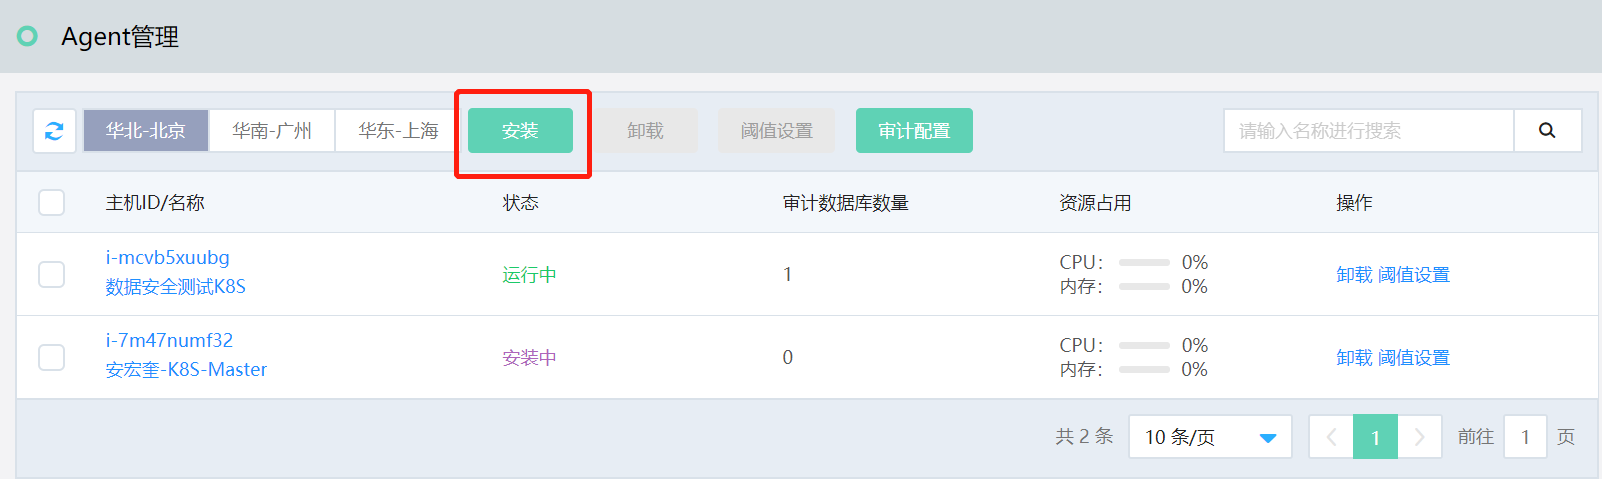 Agent管理
华北-北京 华南-广州 华东-上海 安装 卸载 阈值设置 审计配置 请输入名称进行搜索
主机ID/名称 状态 审计数据库数量 资源占用 操作
i-mcvb5xuubg
数据安全测试K8S
运行中
1
CPU: 0%
内存: 0%
卸载 阈值设置
i-7m47numf32
安宏奎-K8S-Master
安装中
0
CPU: 0%
内存: 0%
卸载 阈值设置
共 2 条 10 条/页 1 前往 1 页